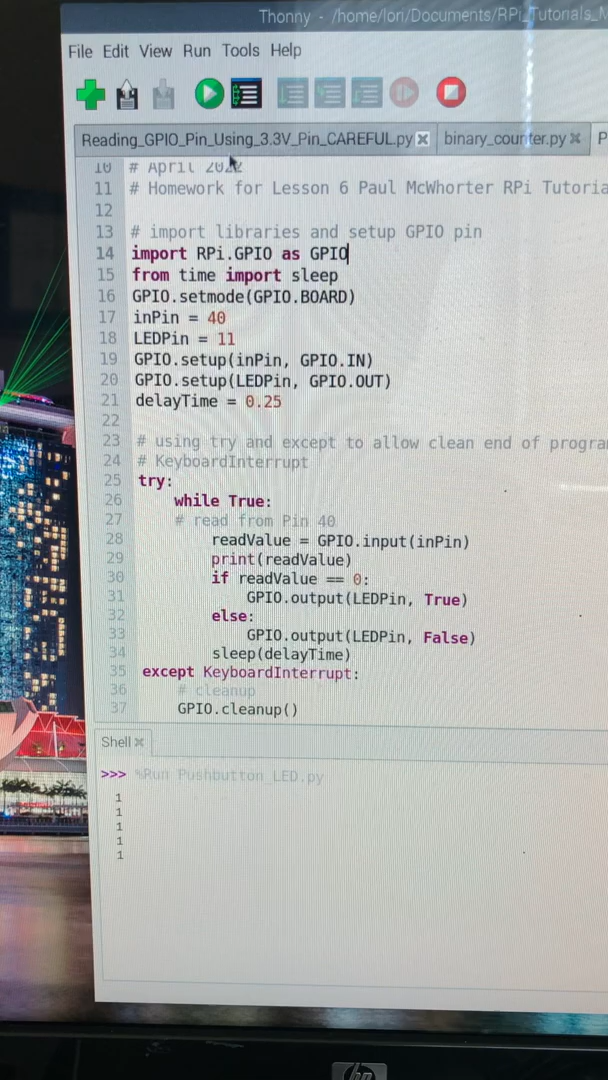 Thonny - /home/lori/Documents/RPi_Tutorials_M
File Edit View Run Tools Help
Reading_GPIO_Pin_Using_3.3V_Pin_CAREFUL.py binary_counter.py P
10 # April 2022
11 # Homework for Lesson 6 Paul McWhorter RPi Tutoria
12
13 # import libraries and setup GPIO pin
14 import RPi.GPIO as GPIO
15 from time import sleep
16 GPIO.setmode(GPIO.BOARD)
17 inPin = 40
18 LEDPin = 11
19 GPIO.setup(inPin, GPIO.IN)
20 GPIO.setup(LEDPin, GPIO.OUT)
21 delayTime = 0.25
22
23 # using try and except to allow clean end of progra
24 # KeyboardInterrupt
25 try:
26 while True:
27 # read from Pin 40
28 readValue = GPIO.input(inPin)
29 print(readValue)
30 if readValue == 0:
31 GPIO.output(LEDPin, True)
32 else:
33 GPIO.output(LEDPin, False)
34 sleep(delayTime)
35 except KeyboardInterrupt:
36 # cleanup
37 GPIO.cleanup()
Shell
>>> %Run Pushbutton_LED.py
1
1
1
1
1
hp